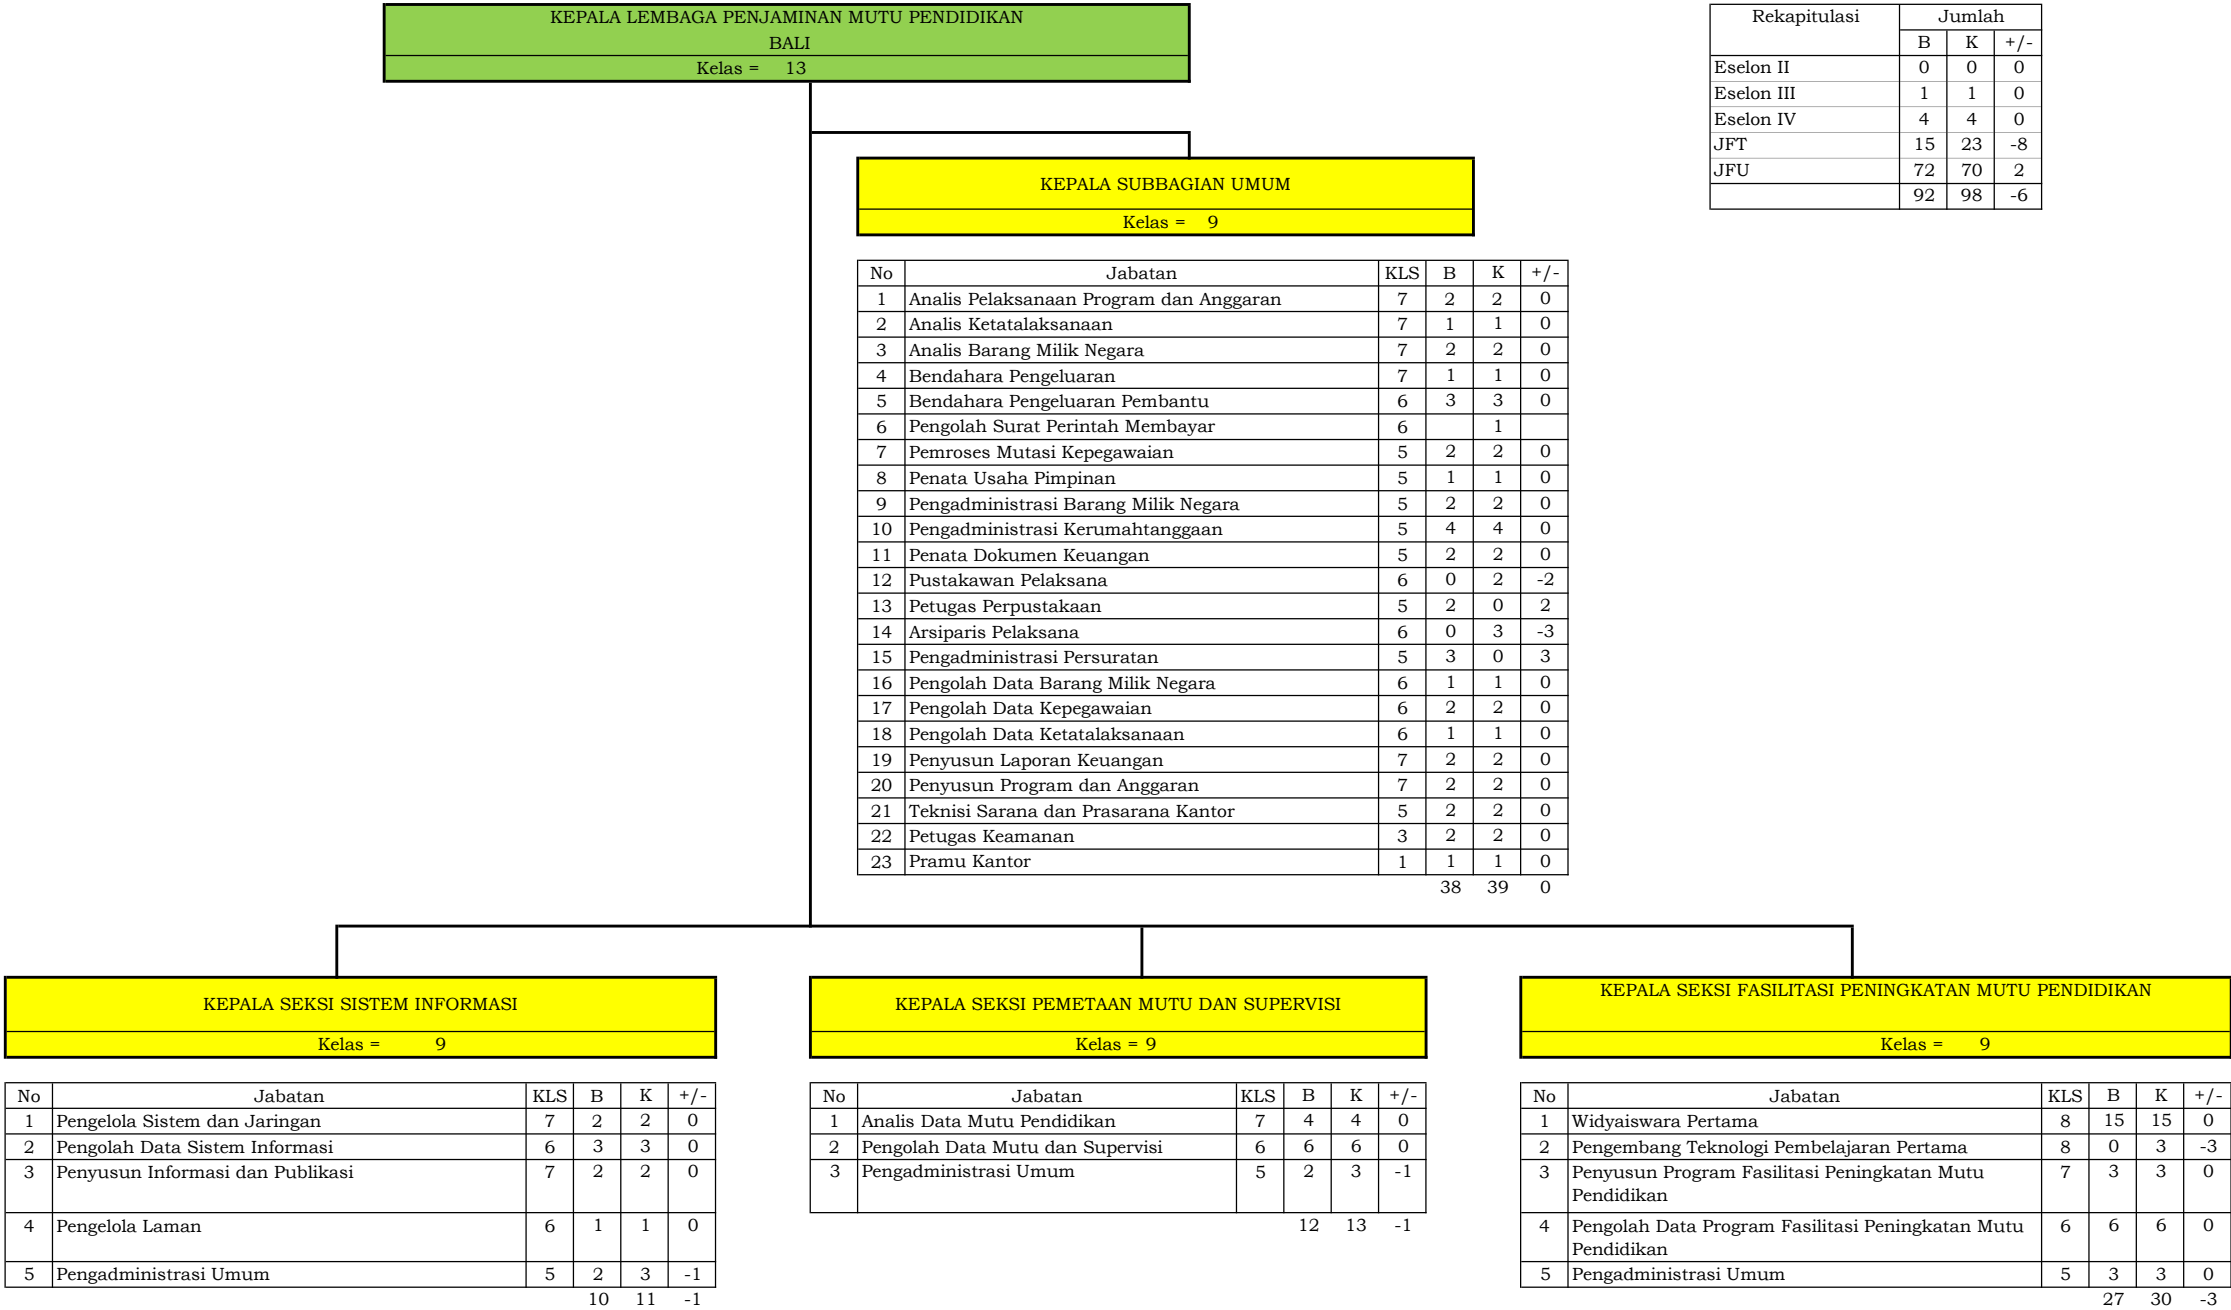 KEPALA LEMBAGA PENJAMINAN MUTU PENDIDIKAN
BALI
Kelas = 13
Rekapitulasi Jumlah
B K +/-
Eselon II 0 0 0
Eselon III 1 1 0
Eselon IV 4 4 0
JFT 15 23 -8
JFU 72 70 2
92 98 -6
KEPALA SUBBAGIAN UMUM
Kelas = 9
No Jabatan KLS B K +/-
1 Analis Pelaksanaan Program dan Anggaran 7 2 2 0
2 Analis Ketatalaksanaan 7 1 1 0
3 Analis Barang Milik Negara 7 2 2 0
4 Bendahara Pengeluaran 7 1 1 0
5 Bendahara Pengeluaran Pembantu 6 3 3 0
6 Pengolah Surat Perintah Membayar 6 1
7 Pemroses Mutasi Kepegawaian 5 2 2 0
8 Penata Usaha Pimpinan 5 1 1 0
9 Pengadministrasi Barang Milik Negara 5 2 2 0
10 Pengadministrasi Kerumahtanggaan 5 4 4 0
11 Penata Dokumen Keuangan 5 2 2 0
12 Pustakawan Pelaksana 6 0 2 -2
13 Petugas Perpustakaan 5 2 0 2
14 Arsiparis Pelaksana 6 0 3 -3
15 Pengadministrasi Persuratan 5 3 0 3
16 Pengolah Data Barang Milik Negara 6 1 1 0
17 Pengolah Data Kepegawaian 6 2 2 0
18 Pengolah Data Ketatalaksanaan 6 1 1 0
19 Penyusun Laporan Keuangan 7 2 2 0
20 Penyusun Program dan Anggaran 7 2 2 0
21 Teknisi Sarana dan Prasarana Kantor 5 2 2 0
22 Petugas Keamanan 3 2 2 0
23 Pramu Kantor 1 1 1 0
38 39 0
KEPALA SEKSI SISTEM INFORMASI
Kelas = 9
No Jabatan KLS B K +/-
1 Pengelola Sistem dan Jaringan 7 2 2 0
2 Pengolah Data Sistem Informasi 6 3 3 0
3 Penyusun Informasi dan Publikasi 7 2 2 0
4 Pengelola Laman 6 1 1 0
5 Pengadministrasi Umum 5 2 3 -1
10 11 -1
KEPALA SEKSI PEMETAAN MUTU DAN SUPERVISI
Kelas = 9
No Jabatan KLS B K +/-
1 Analis Data Mutu Pendidikan 7 4 4 0
2 Pengolah Data Mutu dan Supervisi 6 6 6 0
3 Pengadministrasi Umum 5 2 3 -1
12 13 -1
KEPALA SEKSI FASILITASI PENINGKATAN MUTU PENDIDIKAN
Kelas = 9
No Jabatan KLS B K +/-
1 Widyaiswara Pertama 8 15 15 0
2 Pengembang Teknologi Pembelajaran Pertama 8 0 3 -3
3 Penyusun Program Fasilitasi Peningkatan Mutu 7 3 3 0
Pendidikan
4 Pengolah Data Program Fasilitasi Peningkatan Mutu 6 6 6 0
Pendidikan
5 Pengadministrasi Umum 5 3 3 0
27 30 -3